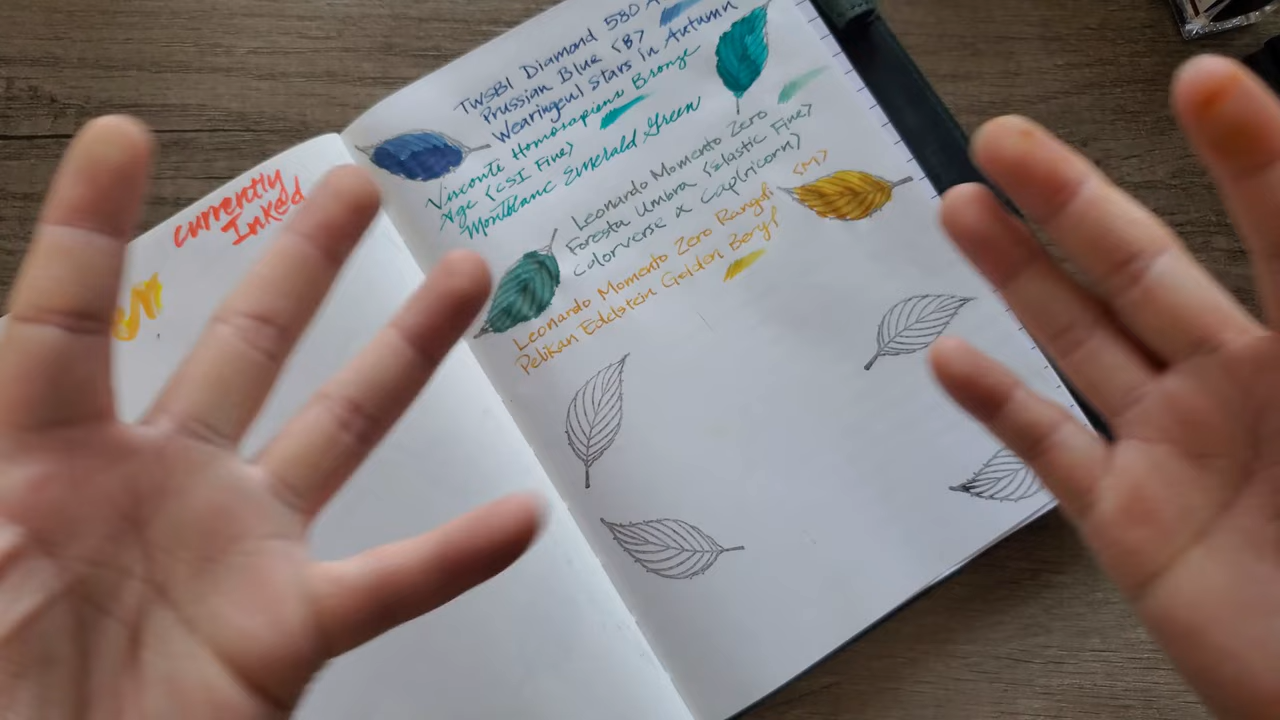 currently
Ink@d
TWSBI Diamond 580 A
Prussian Blue <B>
Wearingeul Stars in Autumn
Visconti Homosapiens Bronze
Age {CSI Fine}
Montblanc Emerald Green
Leonardo Momento Zero
Foresta Umbra {Elastic Fine}
Colorverse α Cap(ricorn)
Leonardo Momento Zero Rangoli <M>
Pelikan Edelstein Golden Beryl